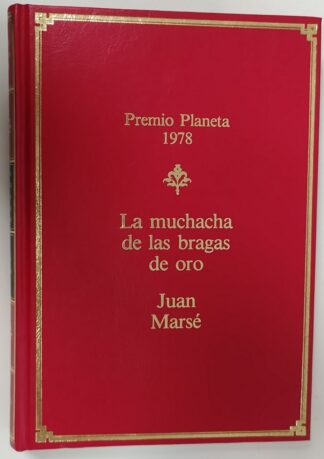 Premio Planeta
1978
La muchacha
de las bragas
de oro
Juan
Marsé